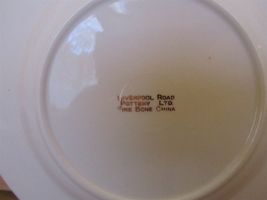 Liverpool Road
Pottery Ltd.
Fine Bone China